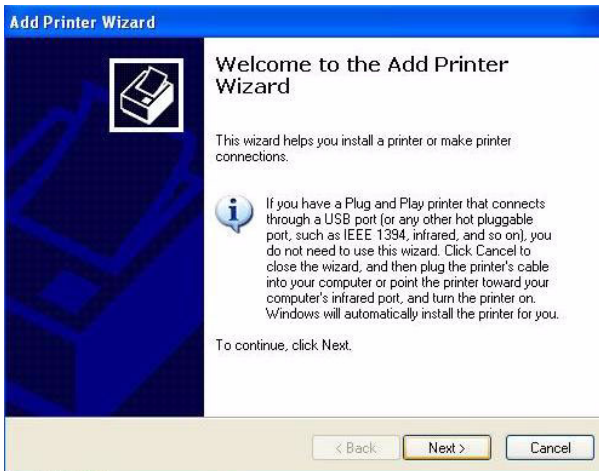 Add Printer Wizard
Welcome to the Add Printer
Wizard
This wizard helps you install a printer or make printer
connections.
If you have a Plug and Play printer that connects
through a USB port (or any other hot pluggable
port, such as IEEE 1394, infrared, and so on), you
do not need to use this wizard. Click Cancel to
close the wizard, and then plug the printer's cable
into your computer or point the printer toward your
computer's infrared port, and turn the printer on.
Windows will automatically install the printer for you.
To continue, click Next.
< Back Next > Cancel